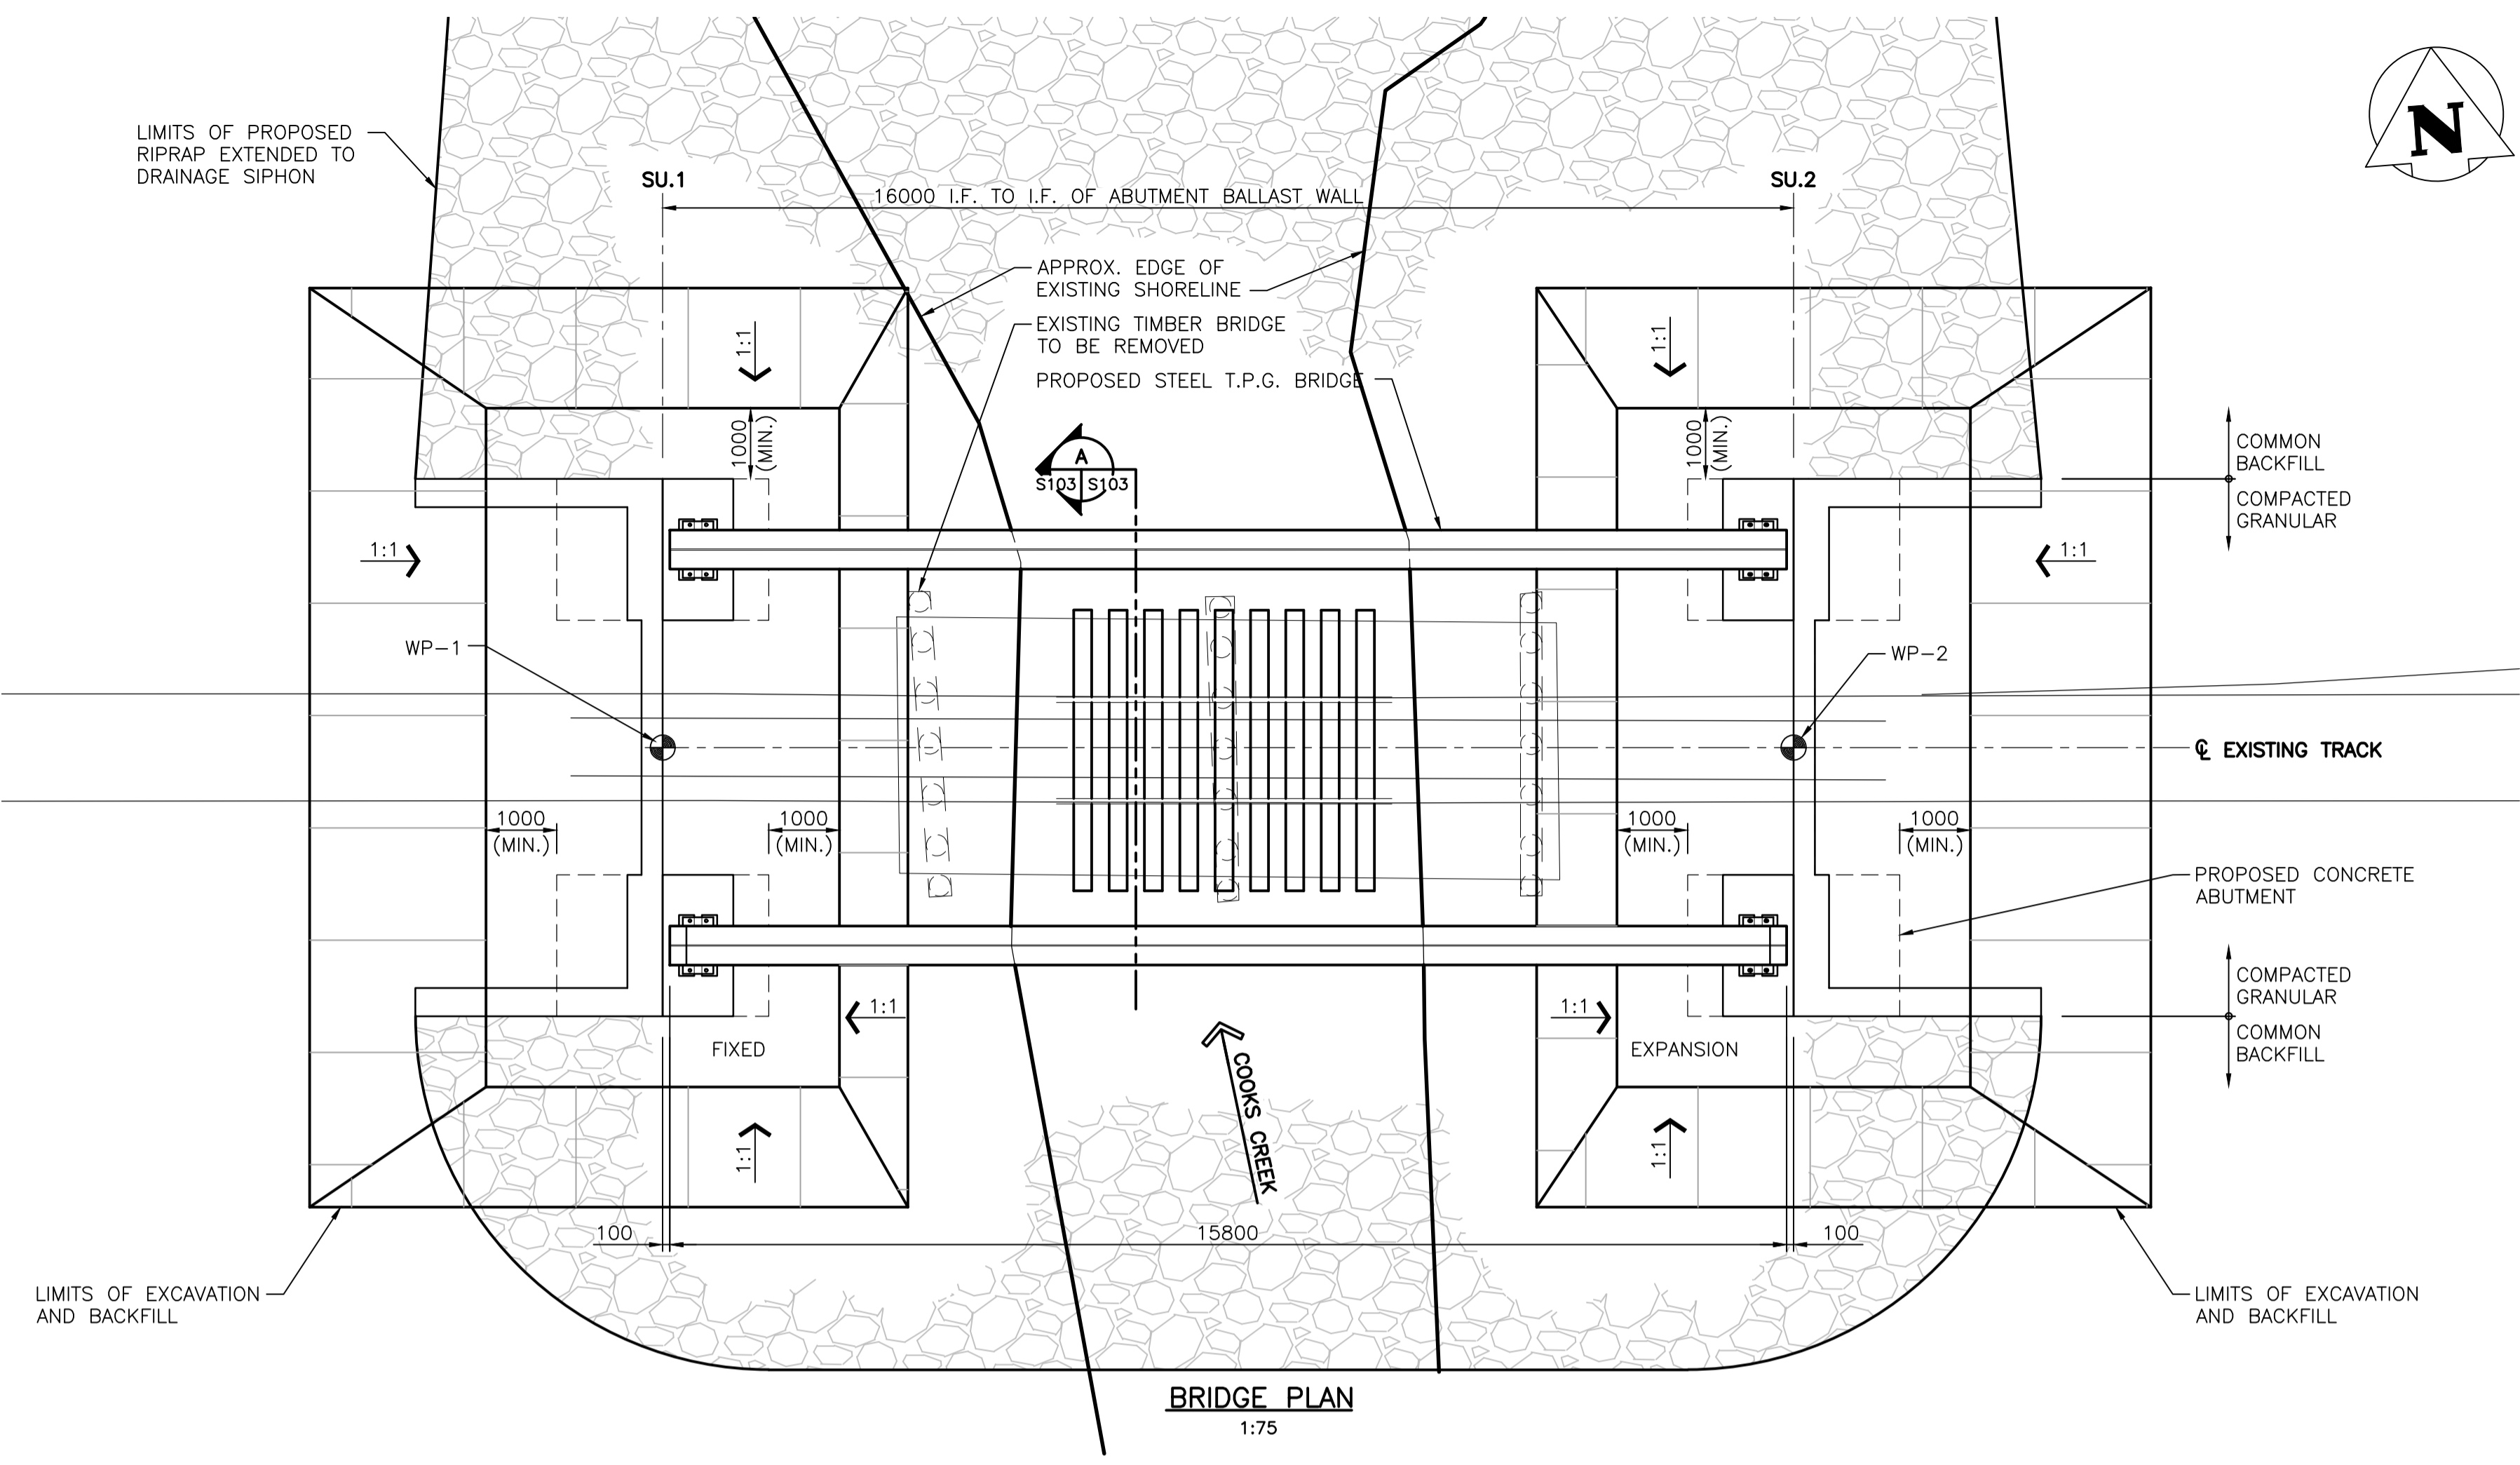 N
LIMITS OF PROPOSED
RIPRAP EXTENDED TO
DRAINAGE SIPHON
SU.1
SU.2
16000 I.F. TO I.F. OF ABUTMENT BALLAST WALL
APPROX. EDGE OF
EXISTING SHORELINE
EXISTING TIMBER BRIDGE
TO BE REMOVED
PROPOSED STEEL T.P.G. BRIDGE
1:1
1:1
1000
(MIN.)
1000
(MIN.)
A
S103
S103
COMMON
BACKFILL
COMPACTED
GRANULAR
1:1
1:1
WP-1
WP-2
℄ EXISTING TRACK
1000
(MIN.)
1000
(MIN.)
1000
(MIN.)
1000
(MIN.)
PROPOSED CONCRETE
ABUTMENT
COMPACTED
GRANULAR
COMMON
BACKFILL
1:1
1:1
FIXED
EXPANSION
COOKS CREEK
1:1
1:1
100
15800
100
LIMITS OF EXCAVATION
AND BACKFILL
LIMITS OF EXCAVATION
AND BACKFILL
BRIDGE PLAN
1:75